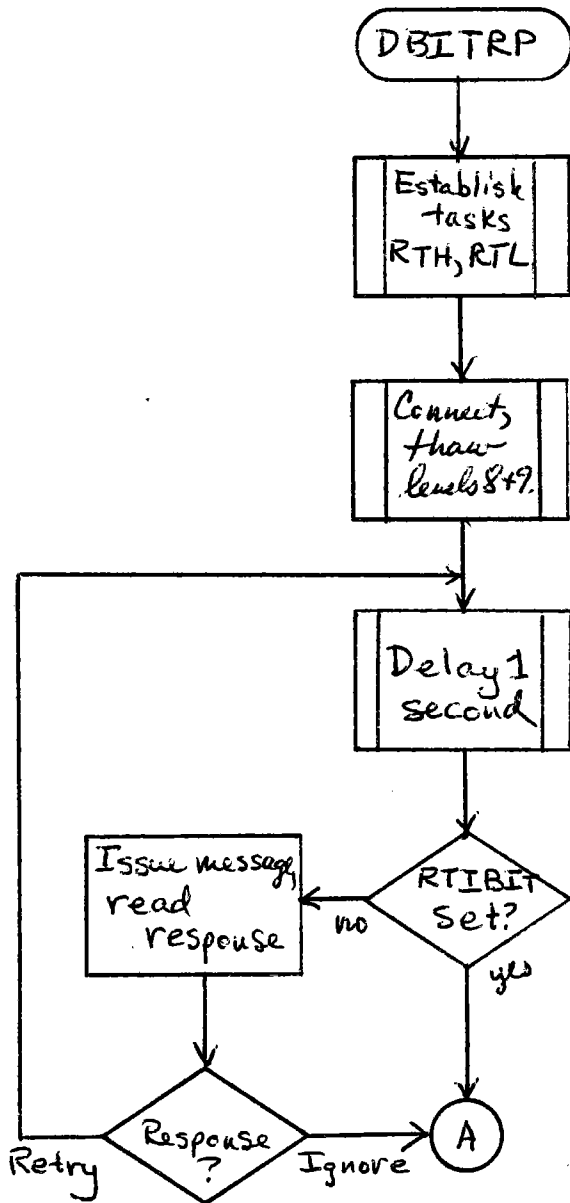 DBITRP
Establish
tasks
RTH, RTL
Connect,
thaw
levels 8+9.
Delay 1
second
RTIBIT
set?
no
yes
Issue message,
read
response
Response
?
Retry
Ignore
A